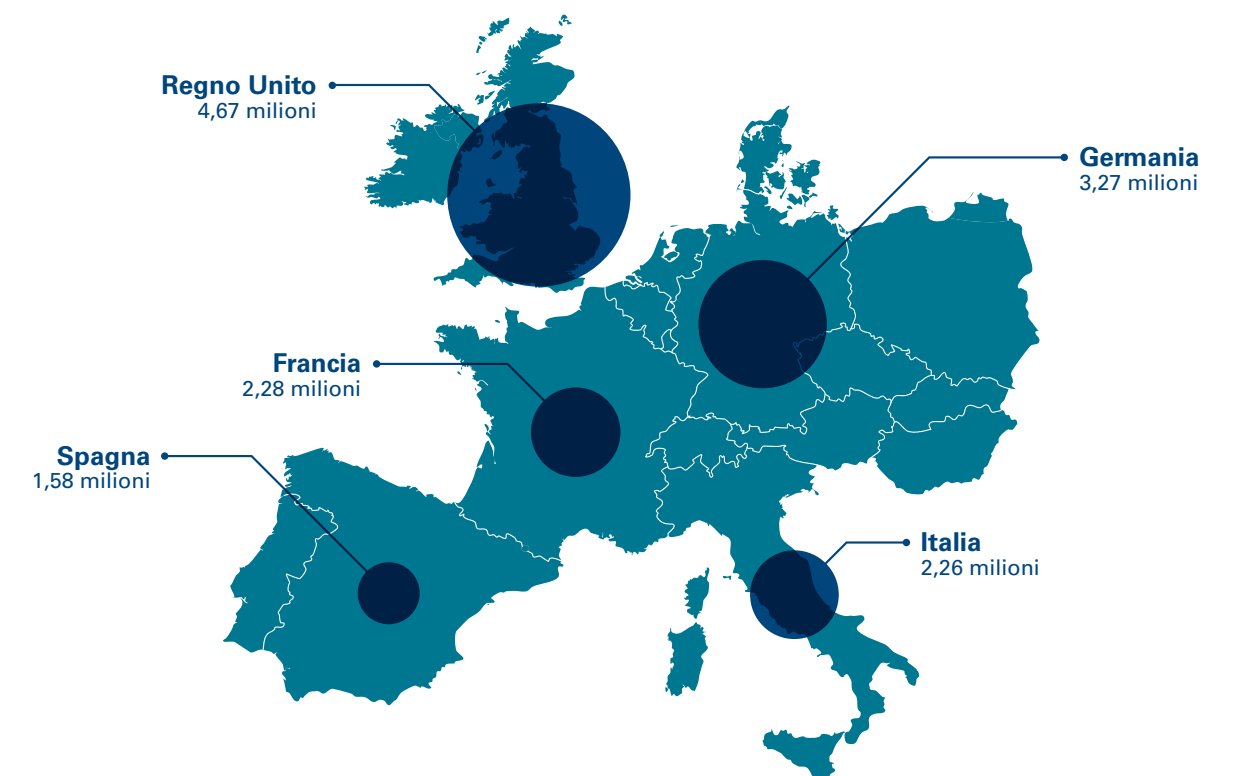 Regno Unito
4,67 milioni
Germania
3,27 milioni
Francia
2,28 milioni
Spagna
1,58 milioni
Italia
2,26 milioni